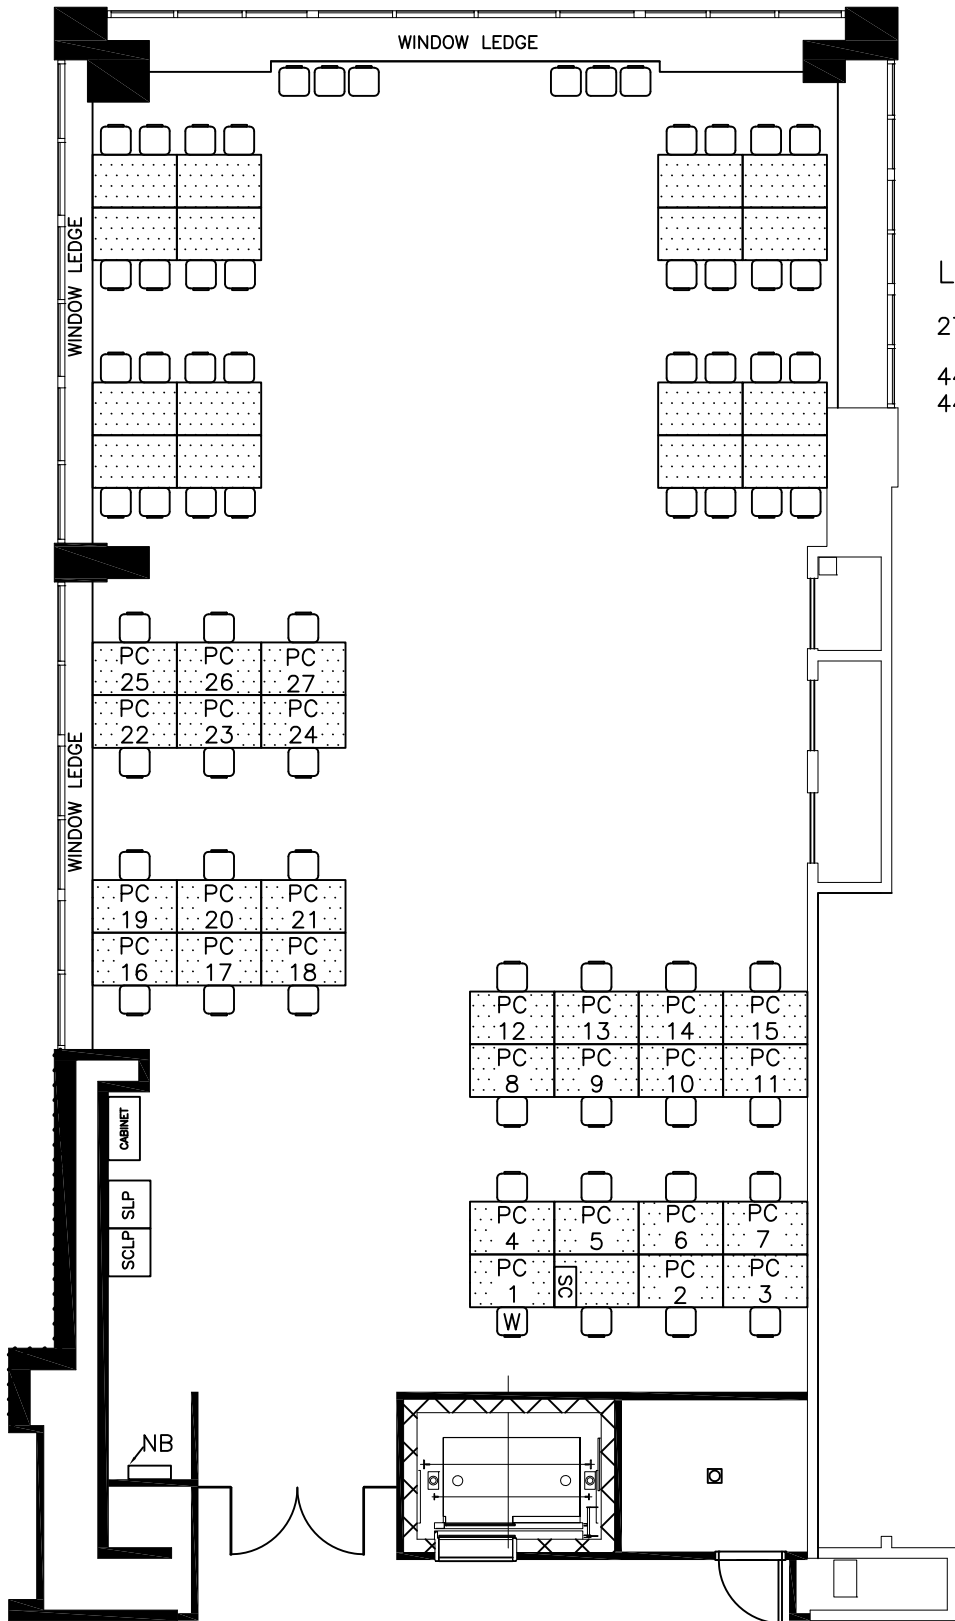 WINDOW LEDGE
WINDOW LEDGE
L
27
44
44
PC 25
PC 26
PC 27
PC 22
PC 23
PC 24
WINDOW LEDGE
PC 19
PC 20
PC 21
PC 16
PC 17
PC 18
PC 12
PC 13
PC 14
PC 15
PC 8
PC 9
PC 10
PC 11
CABINET
SLP
SCLP
PC 4
PC 5
PC 6
PC 7
PC 1
SC
PC 2
PC 3
W
NB